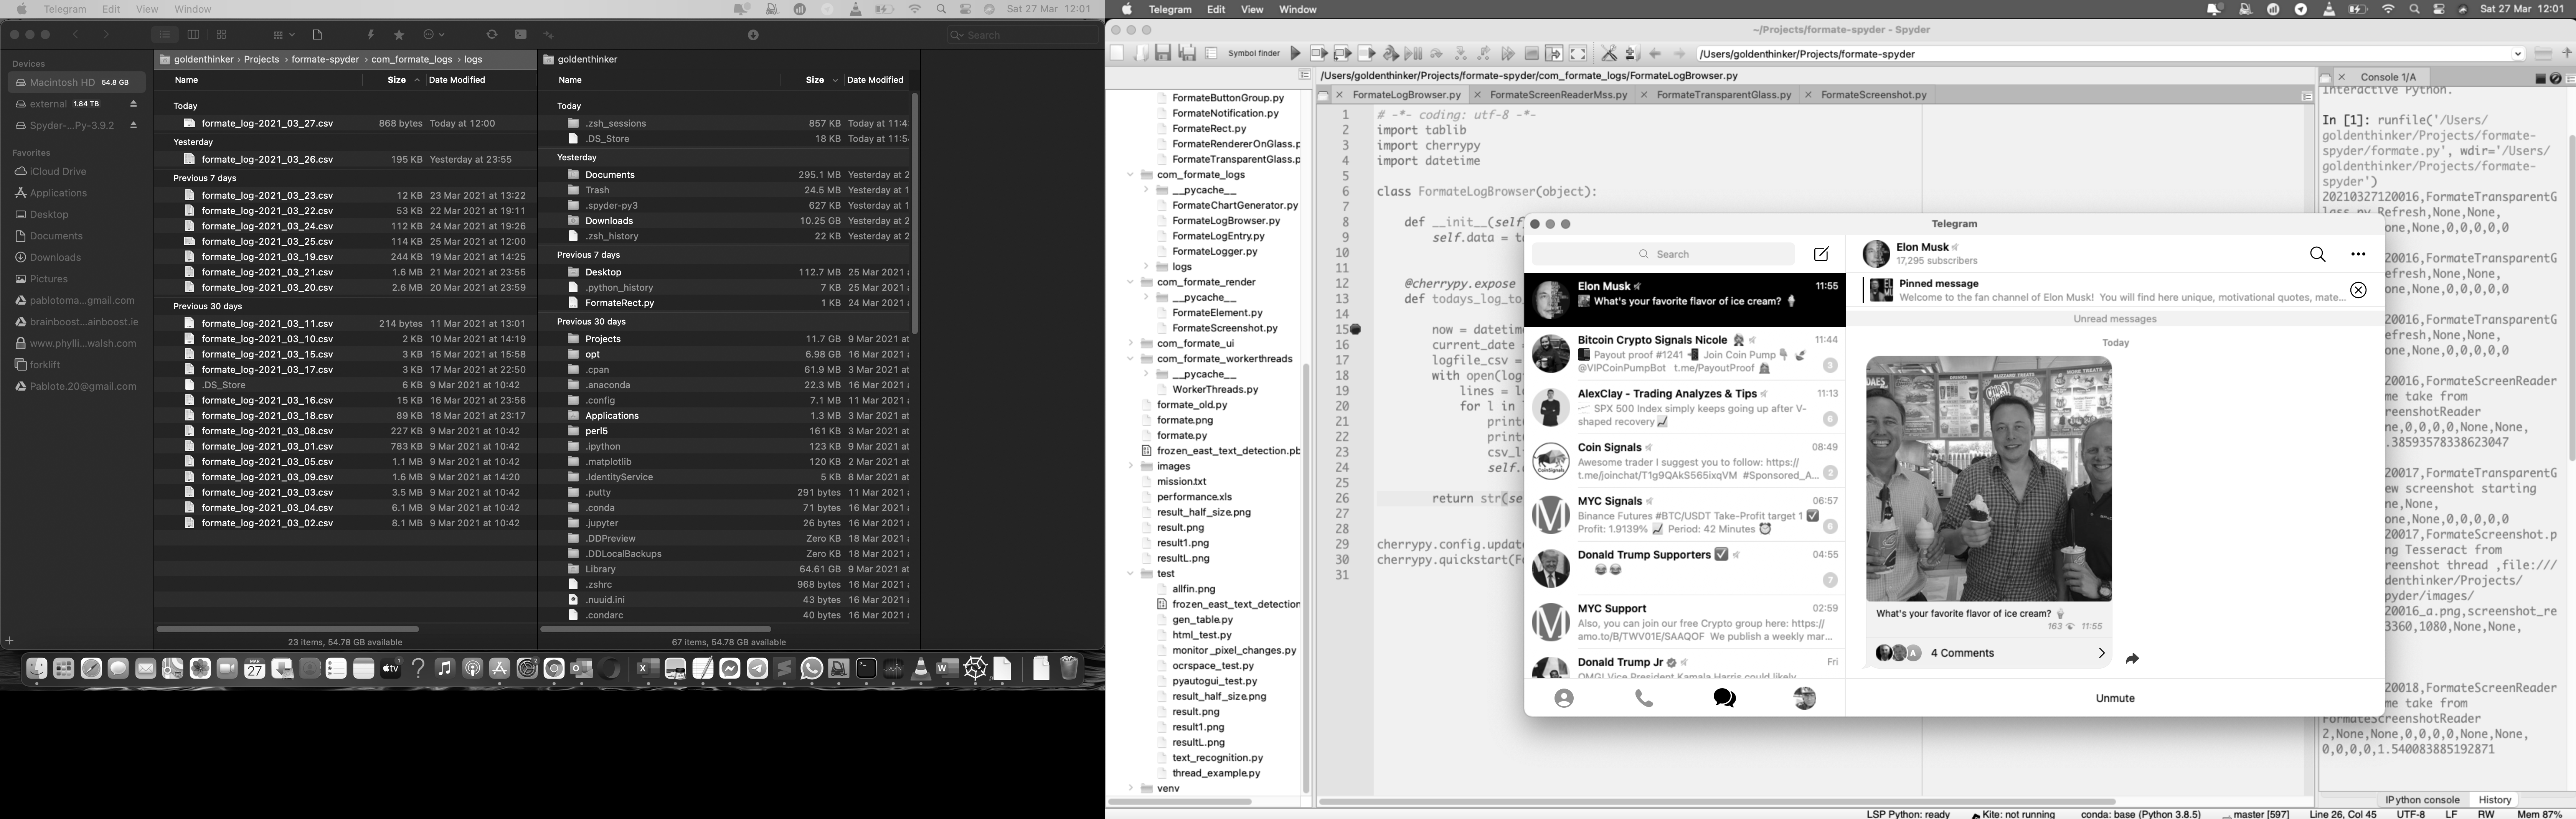 Telegram Edit View Window Sat 27 Mar 12:01
Search
Devices
Macintosh HD 54.8 GB
external 1.84 TB
Spyder-...Py-3.9.2
Favorites
iCloud Drive
Applications
Desktop
Documents
Downloads
Pictures
pablotoma...gmail.com
brainboost...ainboost.ie
www.phylli...walsh.com
forklift
Pablote.20@gmail.com
goldenthinker › Projects › formate-spyder › com_formate_logs › logs
Name Size Date Modified
Today
formate_log-2021_03_27.csv 868 bytes Today at 12:00
Yesterday
formate_log-2021_03_26.csv 195 KB Yesterday at 23:55
Previous 7 days
formate_log-2021_03_23.csv 12 KB 23 Mar 2021 at 13:22
formate_log-2021_03_22.csv 53 KB 22 Mar 2021 at 19:11
formate_log-2021_03_24.csv 112 KB 24 Mar 2021 at 19:26
formate_log-2021_03_25.csv 114 KB 25 Mar 2021 at 12:00
formate_log-2021_03_19.csv 244 KB 19 Mar 2021 at 14:25
formate_log-2021_03_21.csv 1.6 MB 21 Mar 2021 at 23:55
formate_log-2021_03_20.csv 2.6 MB 20 Mar 2021 at 23:59
Previous 30 days
formate_log-2021_03_11.csv 214 bytes 11 Mar 2021 at 13:01
formate_log-2021_03_10.csv 2 KB 10 Mar 2021 at 14:19
formate_log-2021_03_15.csv 3 KB 15 Mar 2021 at 15:58
formate_log-2021_03_17.csv 3 KB 17 Mar 2021 at 22:50
.DS_Store 6 KB 9 Mar 2021 at 10:42
formate_log-2021_03_16.csv 15 KB 16 Mar 2021 at 23:56
formate_log-2021_03_18.csv 89 KB 18 Mar 2021 at 23:17
formate_log-2021_03_08.csv 227 KB 9 Mar 2021 at 10:42
formate_log-2021_03_01.csv 783 KB 9 Mar 2021 at 10:42
formate_log-2021_03_05.csv 1.1 MB 9 Mar 2021 at 10:42
formate_log-2021_03_09.csv 1.6 MB 9 Mar 2021 at 14:20
formate_log-2021_03_03.csv 3.5 MB 9 Mar 2021 at 10:42
formate_log-2021_03_04.csv 6.1 MB 9 Mar 2021 at 10:42
formate_log-2021_03_02.csv 8.1 MB 9 Mar 2021 at 10:42
23 items, 54.78 GB available
goldenthinker
Name Size Date Modified
Today
.zsh_sessions 857 KB Today at 11:4
.DS_Store 18 KB Today at 11:5
Yesterday
Documents 295.1 MB Yesterday at 2
Trash 24.5 MB Yesterday at 1
.spyder-py3 627 KB Yesterday at 1
Downloads 10.25 GB Yesterday at 2
.zsh_history 22 KB Yesterday at 2
Previous 7 days
Desktop 112.7 MB 25 Mar 2021
.python_history 7 KB 25 Mar 2021
FormateRect.py 1 KB 24 Mar 2021
Previous 30 days
Projects 11.7 GB 9 Mar 2021 at
opt 6.98 GB 16 Mar 2021
.cpan 61.9 MB 3 Mar 2021 at
.anaconda 22.3 MB 16 Mar 2021
.config 7.1 MB 11 Mar 2021
Applications 1.3 MB 3 Mar 2021 at
perl5 161 KB 3 Mar 2021 at
.ipython 123 KB 9 Mar 2021 at
.matplotlib 120 KB 2 Mar 2021 at
.IdentityService 5 KB 8 Mar 2021 at
.putty 291 bytes 11 Mar 2021
.conda 71 bytes 16 Mar 2021
.jupyter 26 bytes 16 Mar 2021
.DDPreview Zero KB 18 Mar 2021
.DDLocalBackups Zero KB 18 Mar 2021
Library 64.61 GB 9 Mar 2021 at
.zshrc 968 bytes 16 Mar 2021
.nuuid.ini 43 bytes 16 Mar 2021
.condarc 40 bytes 16 Mar 2021
67 items, 54.78 GB available
Telegram Edit View Window Sat 27 Mar 12:01
~/Projects/formate-spyder - Spyder
Symbol finder /Users/goldenthinker/Projects/formate-spyder
FormateButtonGroup.py
FormateNotification.py
FormateRect.py
FormateRendererOnGlass.p
FormateTransparentGlass.p
com_formate_logs
__pycache__
FormateChartGenerator.py
FormateLogBrowser.py
FormateLogEntry.py
FormateLogger.py
logs
com_formate_render
__pycache__
FormateElement.py
FormateScreenshot.py
com_formate_ui
com_formate_workerthreads
__pycache__
WorkerThreads.py
formate_old.py
formate.png
formate.py
frozen_east_text_detection.pb
images
mission.txt
performance.xls
result_half_size.png
result.png
result1.png
resultL.png
test
allfin.png
frozen_east_text_detection
gen_table.py
html_test.py
monitor_pixel_changes.py
ocrspace_test.py
pyautogui_test.py
result_half_size.png
result.png
result1.png
resultL.png
text_recognition.py
thread_example.py
venv
/Users/goldenthinker/Projects/formate-spyder/com_formate_logs/FormateLogBrowser.py
FormateLogBrowser.py FormateScreenReaderMss.py FormateTransparentGlass.py FormateScreenshot.py
1 # -*- coding: utf-8 -*-
2 import tablib
3 import cherrypy
4 import datetime
5
6 class FormateLogBrowser(object):
7
8 def __init__(self
9 self.data = ta
10
11
12 @cherrypy.expose
13 def todays_log_to_
14
15 now = datetime
16 current_date =
17 logfile_csv =
18 with open(log
19 lines = l
20 for l in l
21 print
22 print
23 csv_l
24 self.
25
26 return str(se
27
28
29 cherrypy.config.update
30 cherrypy.quickstart(Fo
31
Telegram
Search
Elon Musk 11:55
What's your favorite flavor of ice cream? 🍦
Bitcoin Crypto Signals Nicole 11:44
Payout proof #1241 Join Coin Pump
@VIPCoinPumpBot t.me/PayoutProof 3
AlexClay - Trading Analyzes & Tips 11:13
SPX 500 Index simply keeps going up after V-
shaped recovery 6
Coin Signals 08:49
Awesome trader I suggest you to follow: https://
t.me/joinchat/T1g9QAkS565ixqVM #Sponsored_A... 2
MYC Signals 06:57
Binance Futures #BTC/USDT Take-Profit target 1 ✅
Profit: 1.9139% Period: 42 Minutes ⏰ 6
Donald Trump Supporters ☑ 04:55
😂😂 7
MYC Support 02:59
Also, you can join our free Crypto group here: https://
amo.to/B/TWV01E/SAAQOF We publish a weekly mar...
Donald Trump Jr Fri
OMG! Vice President Kamala Harris could likely
Elon Musk
17,295 subscribers
Pinned message
Welcome to the fan channel of Elon Musk! You will find here unique, motivational quotes, mate...
Unread messages
Today
What's your favorite flavor of ice cream? 🍦
163 11:55
4 Comments
Unmute
Console 1/A
Interactive Python.
In [1]: runfile('/Users/
goldenthinker/Projects/formate-
spyder/formate.py', wdir='/Users/
goldenthinker/Projects/formate-
spyder')
20210327120016,FormateTransparentG
lass.py,Refresh,None,None,
one,None,0,0,0,0,0
0016,FormateTransparentG
efresh,None,None,
one,None,0,0,0,0,0
20016,FormateTransparentG
efresh,None,None,
one,None,0,0,0,0,0
20016,FormateScreenReader
me take from
reenshotReader
ne,0,0,0,0,None,None,
.38593578338623047
20017,FormateTransparentG
ew screenshot starting
one,None,
one,None,0,0,0,0,0
20017,FormateScreenshot.p
ng Tesseract from
enshot thread ,file:///
denthinker/Projects/
spyder/images/
20016_a.png,screenshot_re
3360,1080,None,None,
20018,FormateScreenReader
me take from
FormateScreenshotReader
2,None,None,0,0,0,0,None,None,
0,0,0,0,1.540083885192871
IPython console History
LSP Python: ready Kite: not running conda: base (Python 3.8.5) master [597] Line 26, Col 45 UTF-8 LF RW Mem 87%